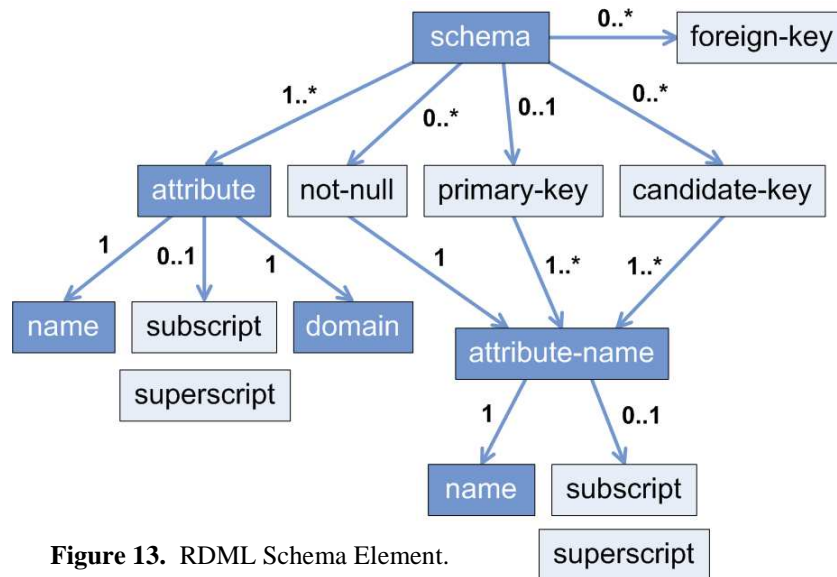 schema
0..*
foreign-key
1..*
0..*
0..1
0..*
attribute
not-null
primary-key
candidate-key
1
0..1
1
1
1..*
1..*
name
subscript
domain
attribute-name
superscript
1
0..1
name
subscript
superscript
Figure 13. RDML Schema Element.